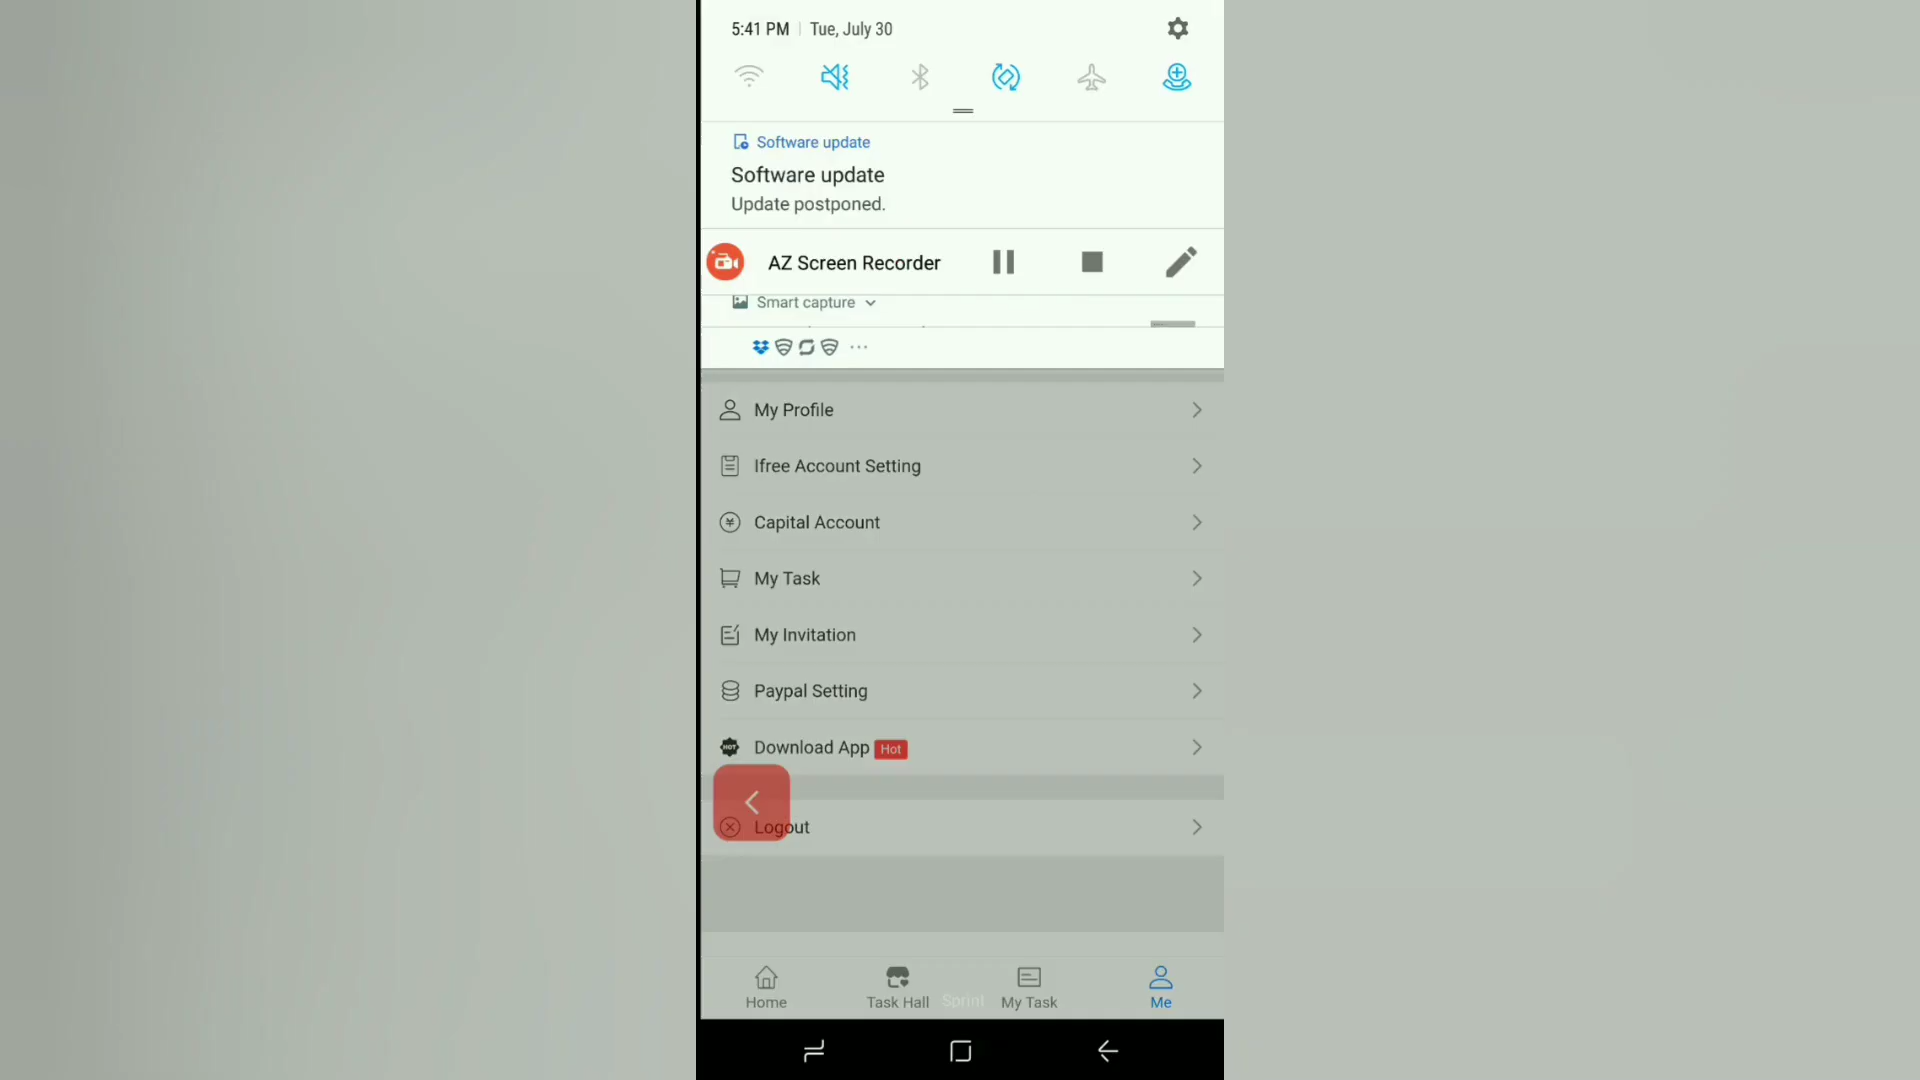 5:41 PM | Tue, July 30
Software update
Software update
Update postponed.
AZ Screen Recorder
Smart capture
...
My Profile
Ifree Account Setting
Capital Account
My Task
My Invitation
Paypal Setting
HOT Download App Hot
Logout
Home
Task Hall
Sprint
My Task
Me